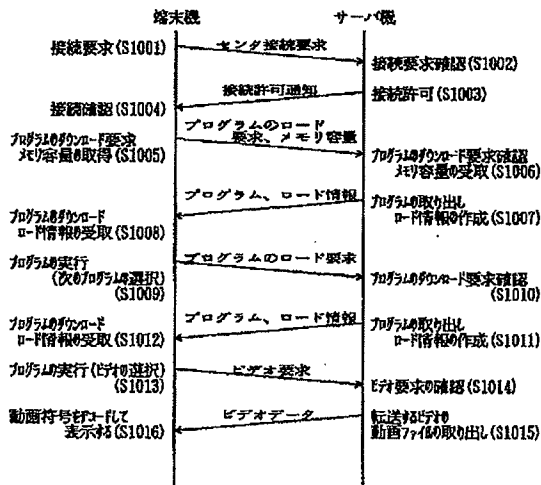 端末機
サーバ機
接続要求(S1001)
センタ接続要求
接続要求確認(S1002)
接続許可通知
接続許可(S1003)
接続確認(S1004)
プログラムのロード
要求、メモリ容量
プログラムのダウンロード要求
メモリ容量の取得(S1005)
プログラムのダウンロード要求確認
メモリ容量の受取(S1006)
プログラム、ロード情報
プログラムの取り出し
ロード情報の作成(S1007)
プログラムのダウンロード
ロード情報の受取(S1008)
プログラムの実行
(次のプログラムを選択)
(S1009)
プログラムのロード要求
プログラムのダウンロード要求確認
(S1010)
プログラム、ロード情報
プログラムの取り出し
ロード情報の作成(S1011)
プログラムのダウンロード
ロード情報の受取(S1012)
プログラムの実行(ビデオの選択)
(S1013)
ビデオ要求
ビデオ要求の確認(S1014)
ビデオデータ
転送するビデオの
動画ファイルの取り出し(S1015)
動画符号をデコードして
表示する(S1016)